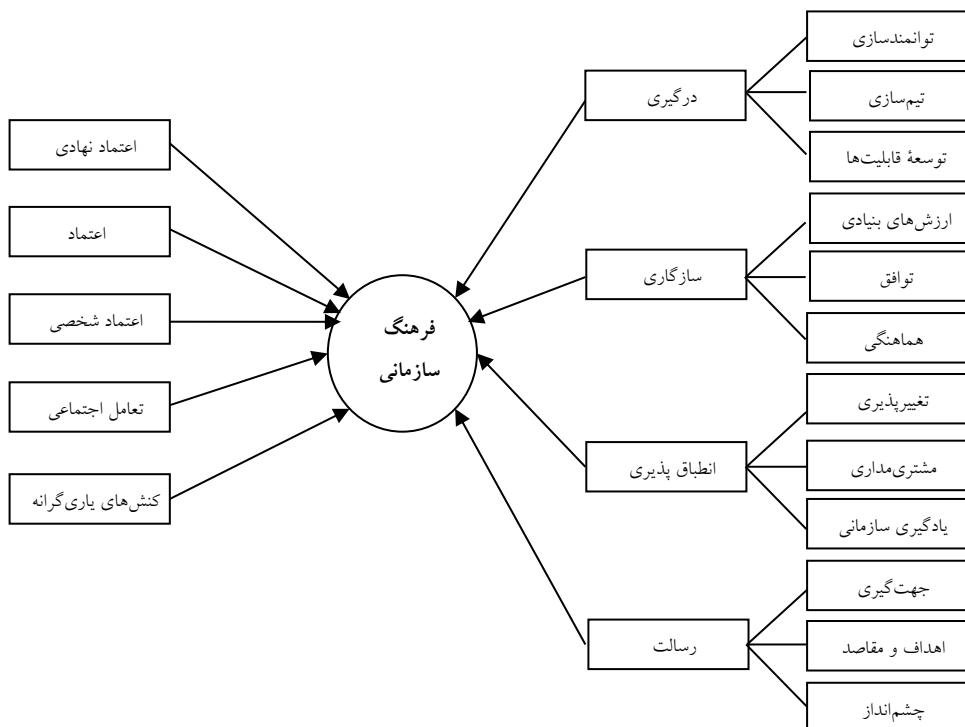 توانمندسازی
تیم‌سازی
توسعهٔ قابلیت‌ها
درگیری
ارزش‌های بنیادی
توافق
هماهنگی
سازگاری
تغییرپذیری
مشتری‌مداری
یادگیری سازمانی
انطباق پذیری
جهت‌گیری
اهداف و مقاصد
چشم‌انداز
رسالت
فرهنگ
سازمانی
اعتماد نهادی
اعتماد
اعتماد شخصی
تعامل اجتماعی
کنش‌های یاری‌گرانه